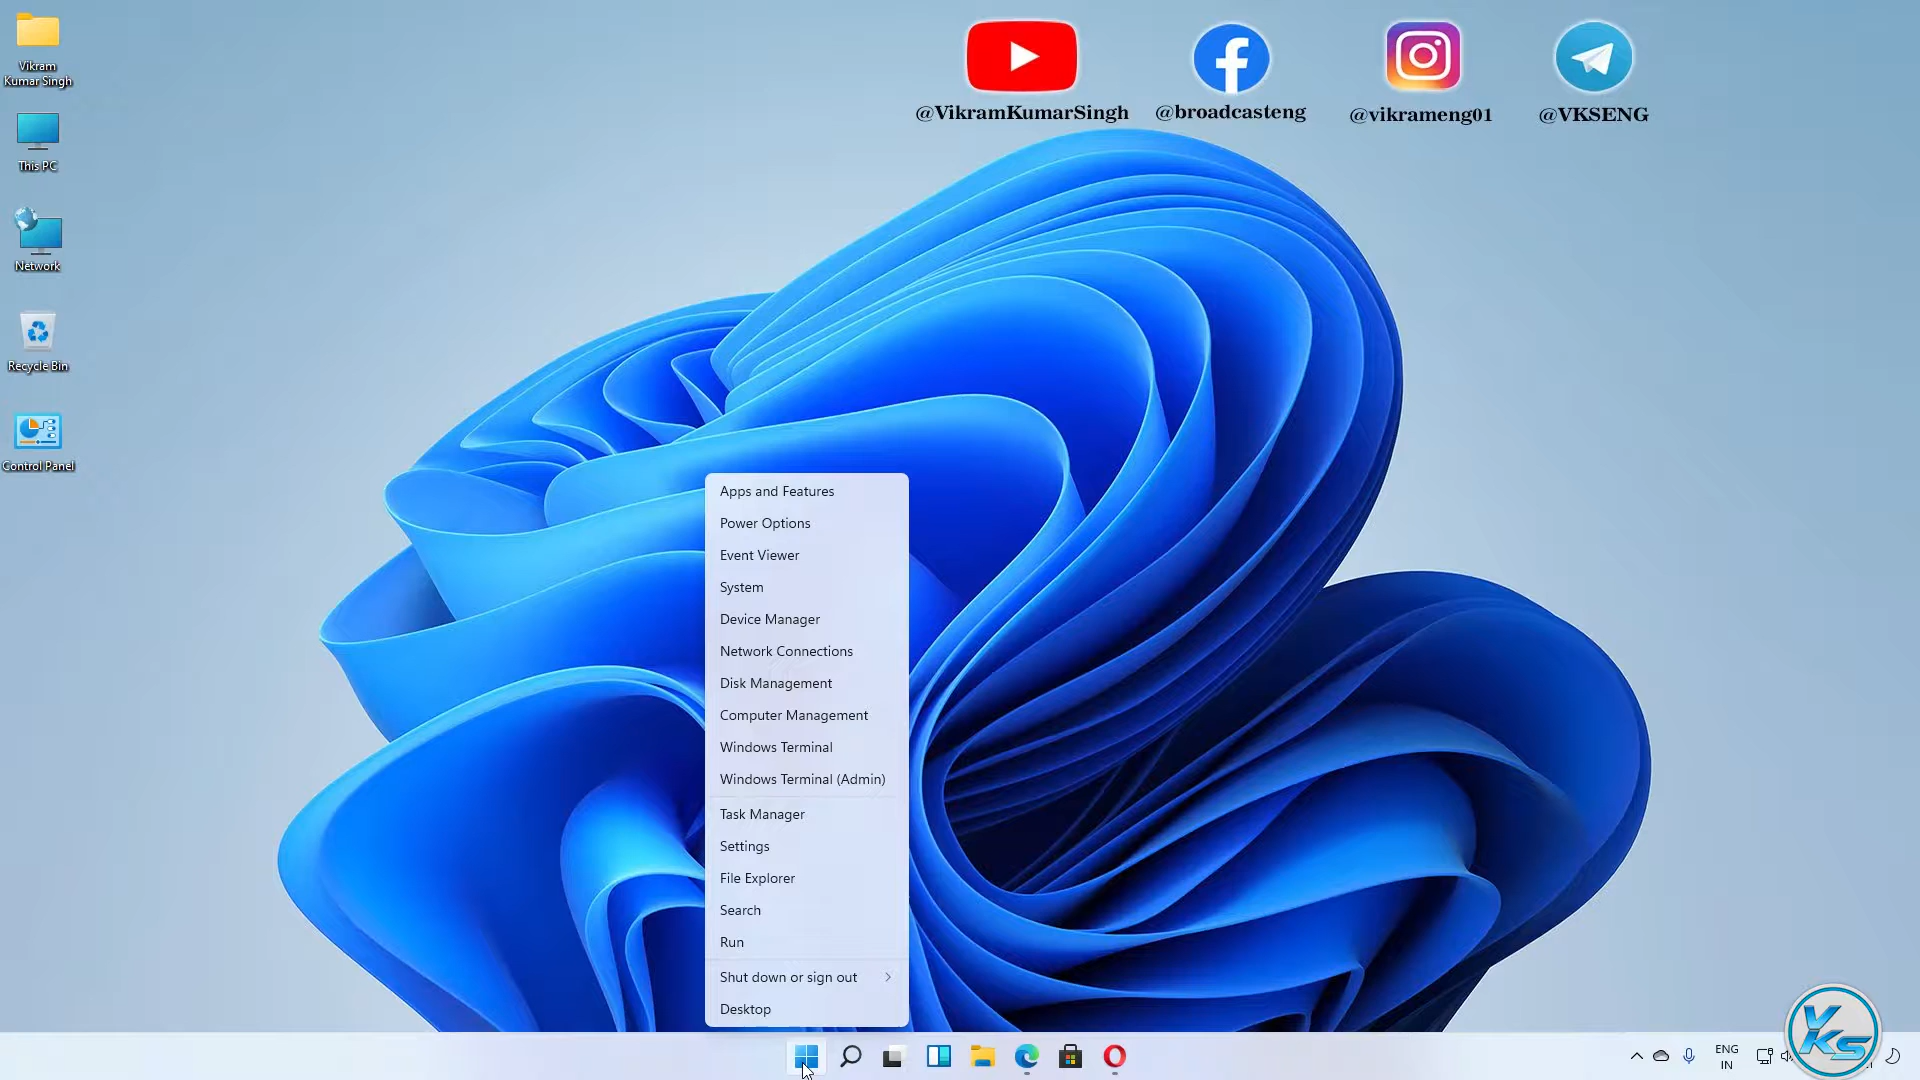 Vikram
Kumar Singh
This PC
Network
Recycle Bin
Control Panel
@VikramKumarSingh
@broadcasteng
@vikrameng01
@VKSENG
Apps and Features
Power Options
Event Viewer
System
Device Manager
Network Connections
Disk Management
Computer Management
Windows Terminal
Windows Terminal (Admin)
Task Manager
Settings
File Explorer
Search
Run
Shut down or sign out
Desktop
ENG
IN
VKS